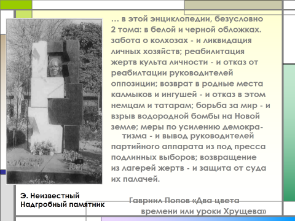 … в этой энциклопедии, безусловно
2 тома: в белой и черной обложках.
забота о колхозах - и ликвидация
личных хозяйств; реабилитация
жертв культа личности - и отказ от
реабилтации руководителей
оппозиции; возврат в родные места
калмыков и ингушей - и отказ в этом
немцам и татарам; борьба за мир - и
взрыв водородной бомбы на Новой
земле; меры по усилению демокра-
тизма - и вывод руководителей
партийного аппарата из под пресса
подлинных выборов; возвращение
из лагерей жертв - и защита от суда
их палачей.
Гавриил Попов «Два цвета
времени или уроки Хрущева»
Э. Неизвестный
Надгробный памятник